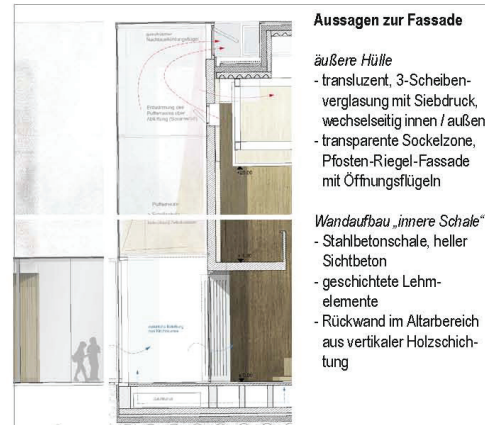 Aussagen zur Fassade
äußere Hülle
- transluzent, 3-Scheiben-
verglasung mit Siebdruck,
wechselseitig innen / außen
- transparente Sockelzone,
Pfosten-Riegel-Fassade
mit Öffnungsflügeln
Wandaufbau „innere Schale“
- Stahlbetonschale, heller
Sichtbeton
- geschichtete Lehm-
elemente
- Rückwand im Altarbereich
aus vertikaler Holzschich-
tung